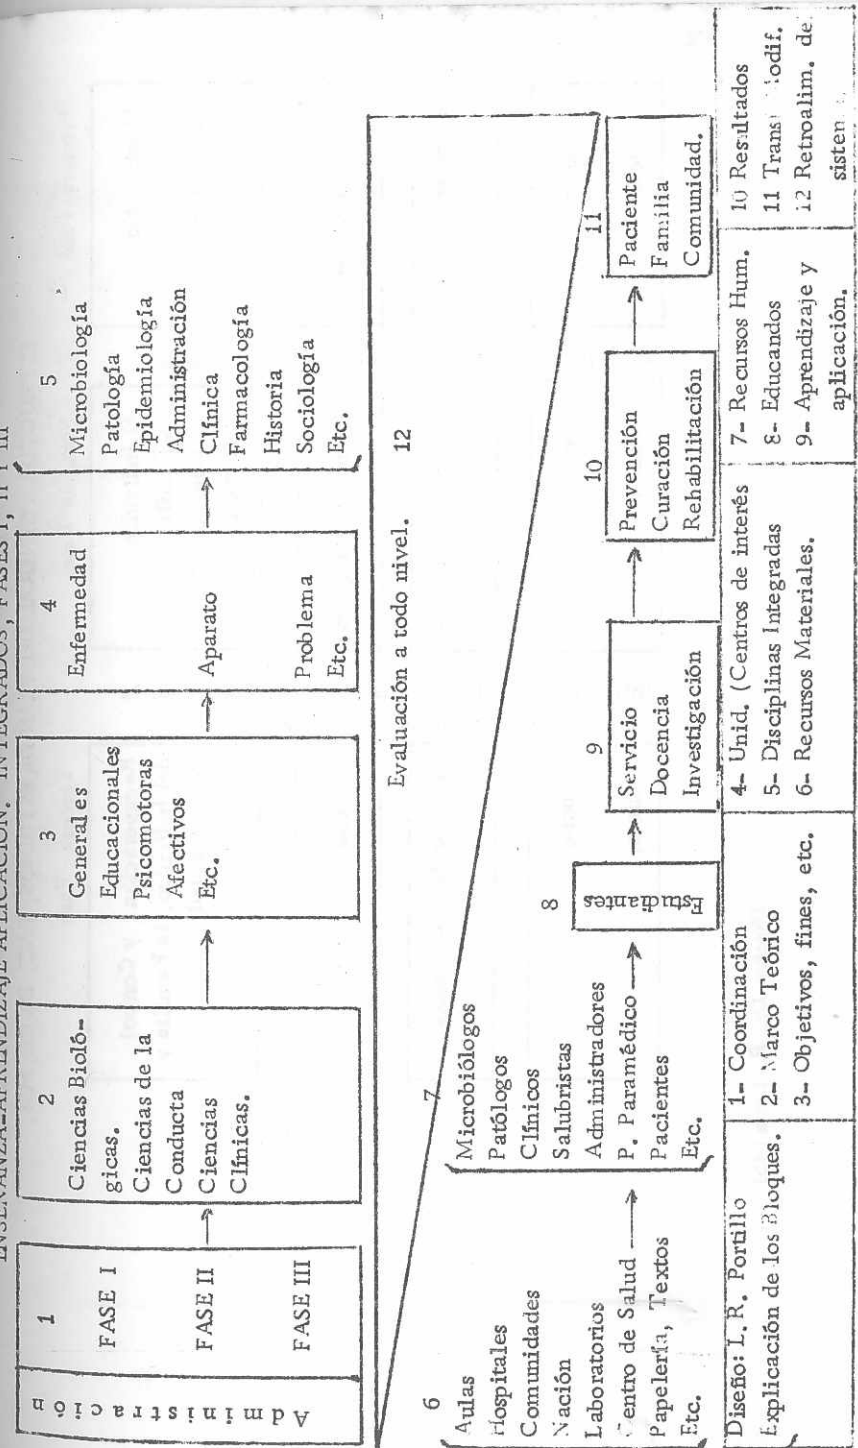 ENSEÑANZA-APRENDIZAJE APLICACION. INTEGRADOS, FASES I, II Y III
Administración
1
FASE I
FASE II
FASE III
2
Ciencias Bioló-
gicas.
Ciencias de la
Conducta
Ciencias
Clínicas.
3
Generales
Educacionales
Psicomotoras
Afectivos
Etc.
4
Enfermedad
Aparato
Problema
Etc.
5
Microbiología
Patología
Epidemiología
Administración
Clínica
Farmacología
Historia
Sociología
Etc.
Evaluación a todo nivel.
12
6
Aulas
Hospitales
Comunidades
Nación
Laboratorios
Centro de Salud
Papelería, Textos
Etc.
7
Microbiólogos
Patólogos
Clínicos
Salubristas
Administradores
P. Paramédico
Pacientes
Etc.
8
Estudiantes
9
Servicio
Docencia
Investigación
10
Prevención
Curación
Rehabilitación
11
Paciente
Familia
Comunidad.
Diseño: L. R. Portillo
Explicación de los Bloques.
1- Coordinación
2- Marco Teórico
3- Objetivos, fines, etc.
4- Unid. (Centros de interés
5- Disciplinas Integradas
6- Recursos Materiales.
7- Recursos Hum.
8- Educandos
9- Aprendizaje y
aplicación.
10 Resultados
11
12 Retroalim. de